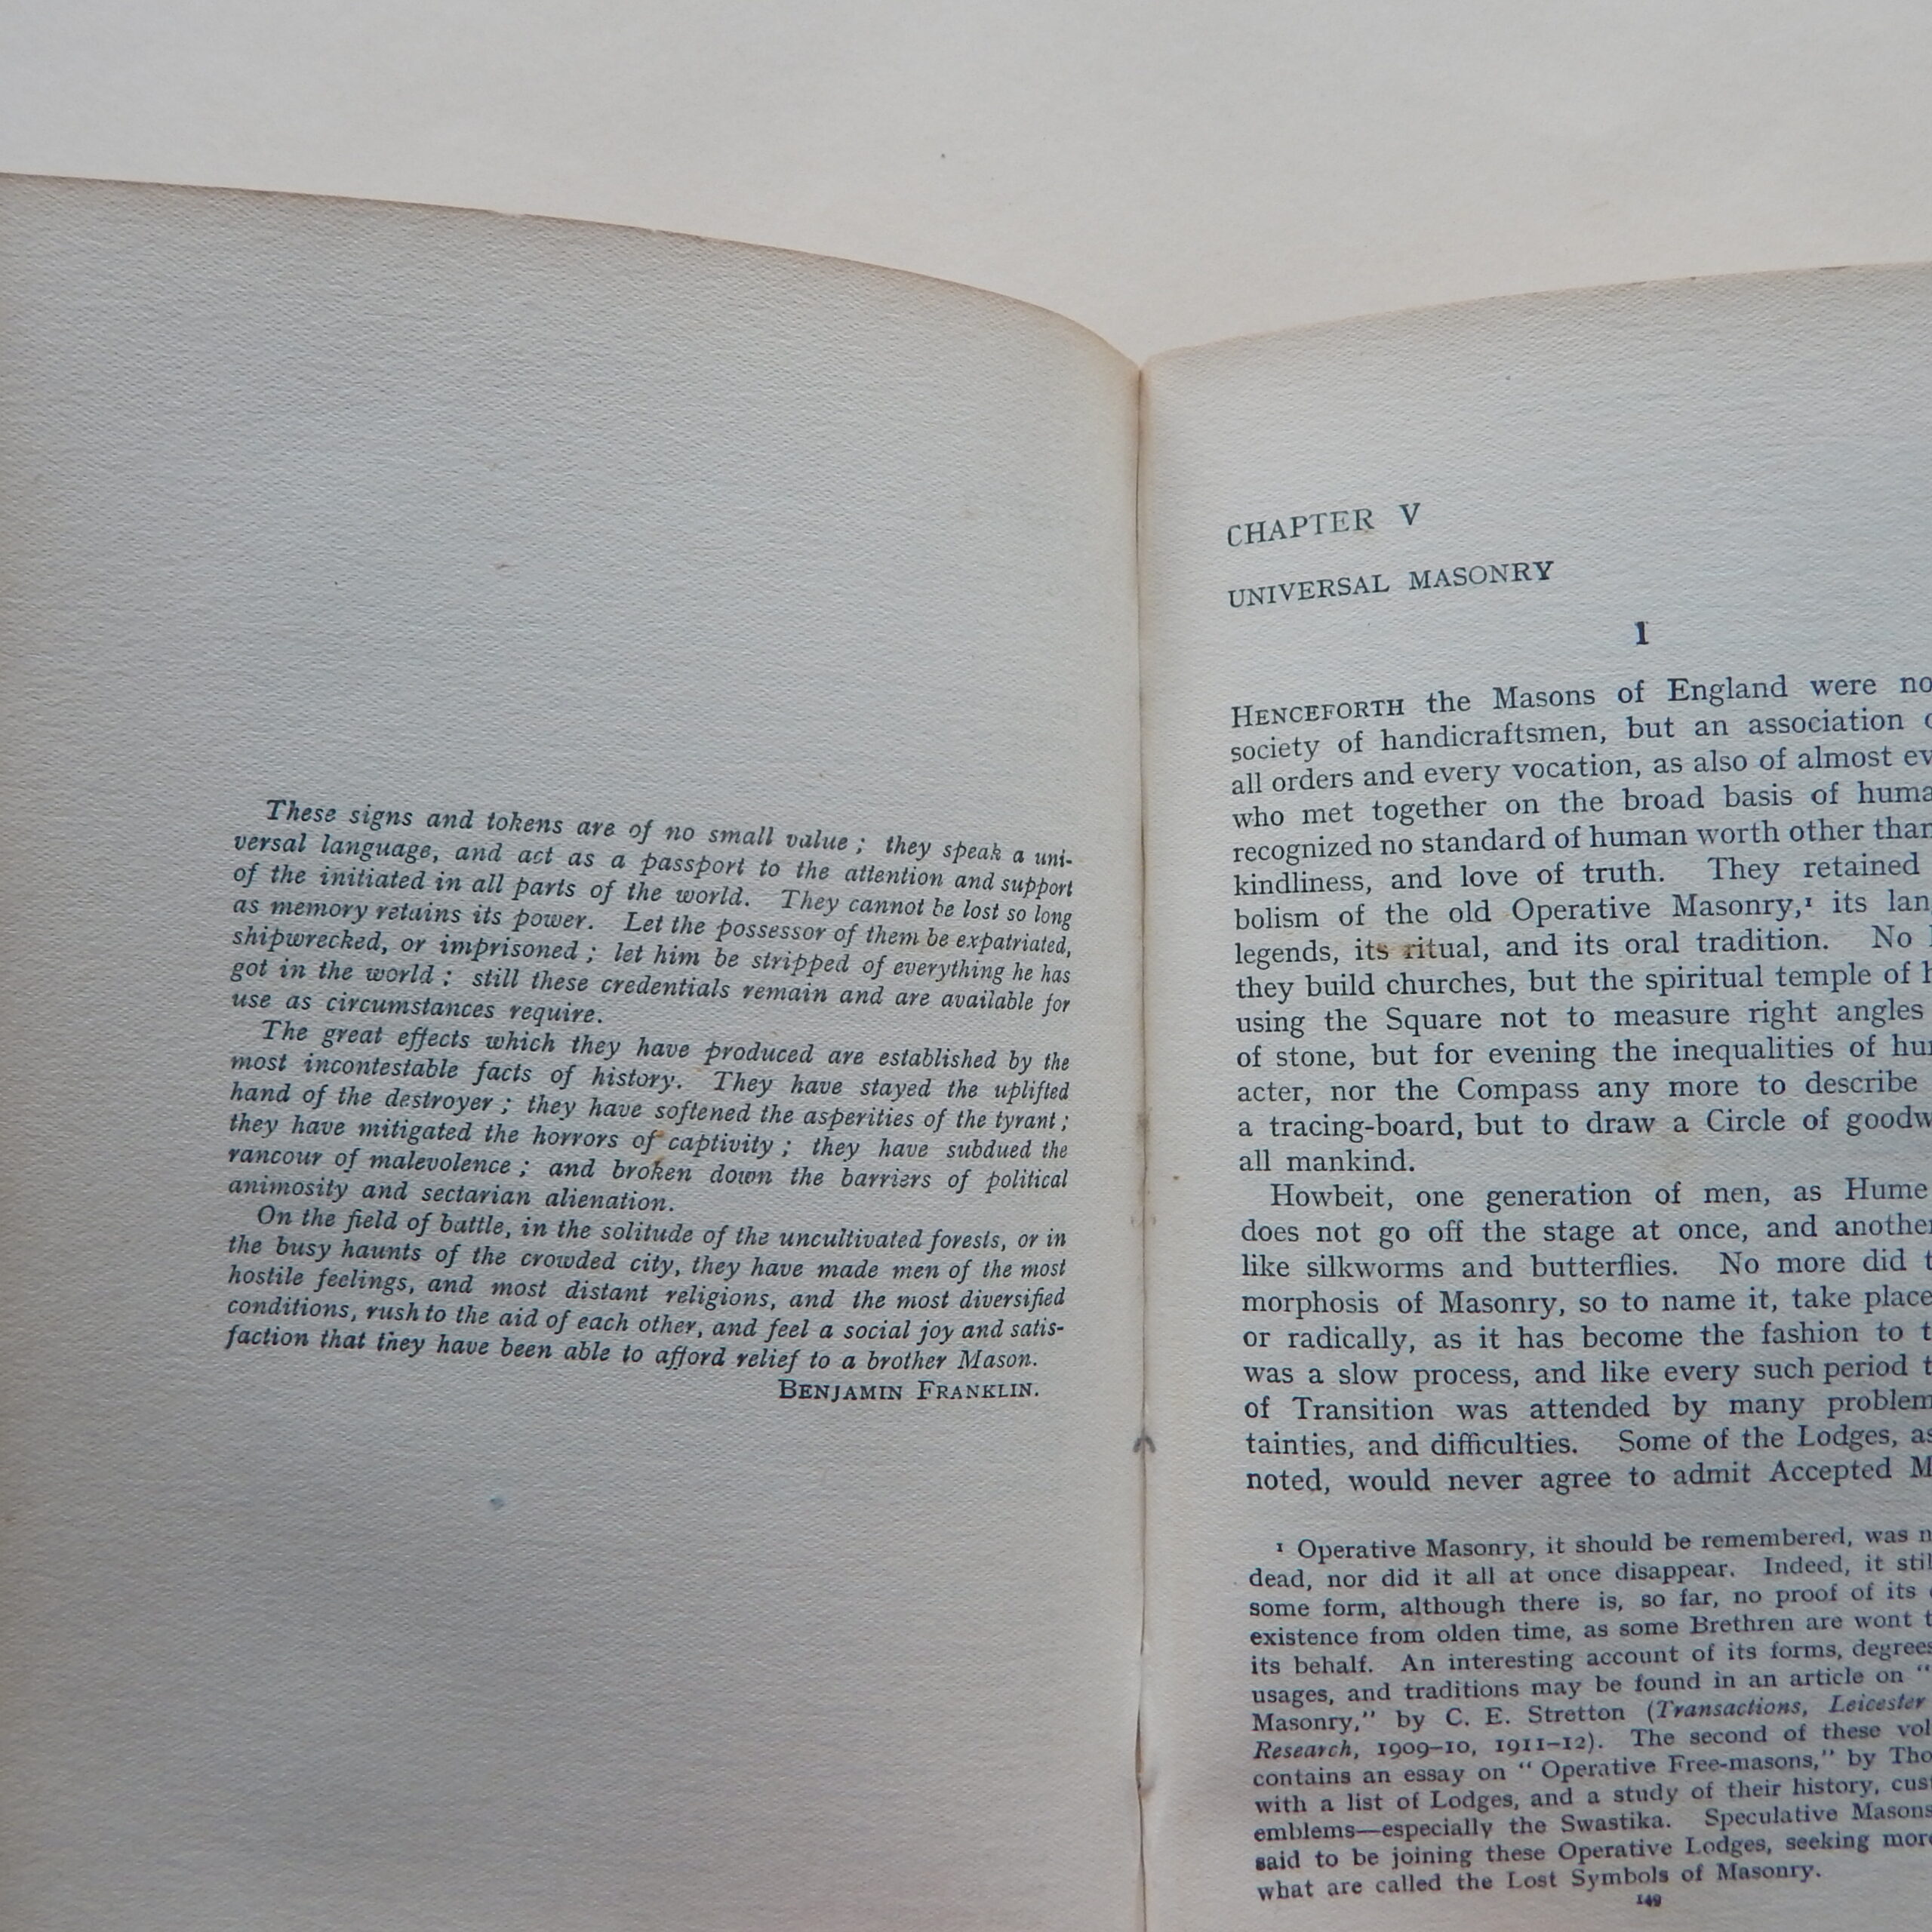 These signs and tokens are of no small value ; they speak a uni-
versal language, and act as a passport to the attention and support
of the initiated in all parts of the world. They cannot be lost so long
as memory retains its power. Let the possessor of them be expatriated,
shipwrecked, or imprisoned ; let him be stripped of everything he has
got in the world ; still these credentials remain and are available for
use as circumstances require.
The great effects which they have produced are established by the
most incontestable facts of history. They have stayed the uplifted
hand of the destroyer ; they have softened the asperities of the tyrant ;
they have mitigated the horrors of captivity ; they have subdued the
rancour of malevolence ; and broken down the barriers of political
animosity and sectarian alienation.
On the field of battle, in the solitude of the uncultivated forests, or in
the busy haunts of the crowded city, they have made men of the most
hostile feelings, and most distant religions, and the most diversified
conditions, rush to the aid of each other, and feel a social joy and satis-
faction that they have been able to afford relief to a brother Mason.
BENJAMIN FRANKLIN.
CHAPTER V
UNIVERSAL MASONRY
I
HENCEFORTH the Masons of England were no
society of handicraftsmen, but an association
all orders and every vocation, as also of almost ev
who met together on the broad basis of huma
recognized no standard of human worth other than
kindliness, and love of truth. They retained
bolism of the old Operative Masonry,¹ its lan
legends, its ritual, and its oral tradition. No
they build churches, but the spiritual temple of
using the Square not to measure right angles
of stone, but for evening the inequalities of hu
acter, nor the Compass any more to describe
a tracing-board, but to draw a Circle of goodw
all mankind.
Howbeit, one generation of men, as Hume
does not go off the stage at once, and another
like silkworms and butterflies. No more did t
morphosis of Masonry, so to name it, take place
or radically, as it has become the fashion to t
was a slow process, and like every such period t
of Transition was attended by many problem
tainties, and difficulties. Some of the Lodges, as
noted, would never agree to admit Accepted M
¹ Operative Masonry, it should be remembered, was n
dead, nor did it all at once disappear. Indeed, it stil
some form, although there is, so far, no proof of its
existence from olden time, as some Brethren are wont t
its behalf. An interesting account of its forms, degrees
usages, and traditions may be found in an article on "
Masonry," by C. E. Stretton (Transactions, Leicester
Research, 1909–10, 1911–12). The second of these vol
contains an essay on " Operative Free-masons," by Tho
with a list of Lodges, and a study of their history, cus
emblems—especially the Swastika. Speculative Masons
said to be joining these Operative Lodges, seeking more
what are called the Lost Symbols of Masonry.
149